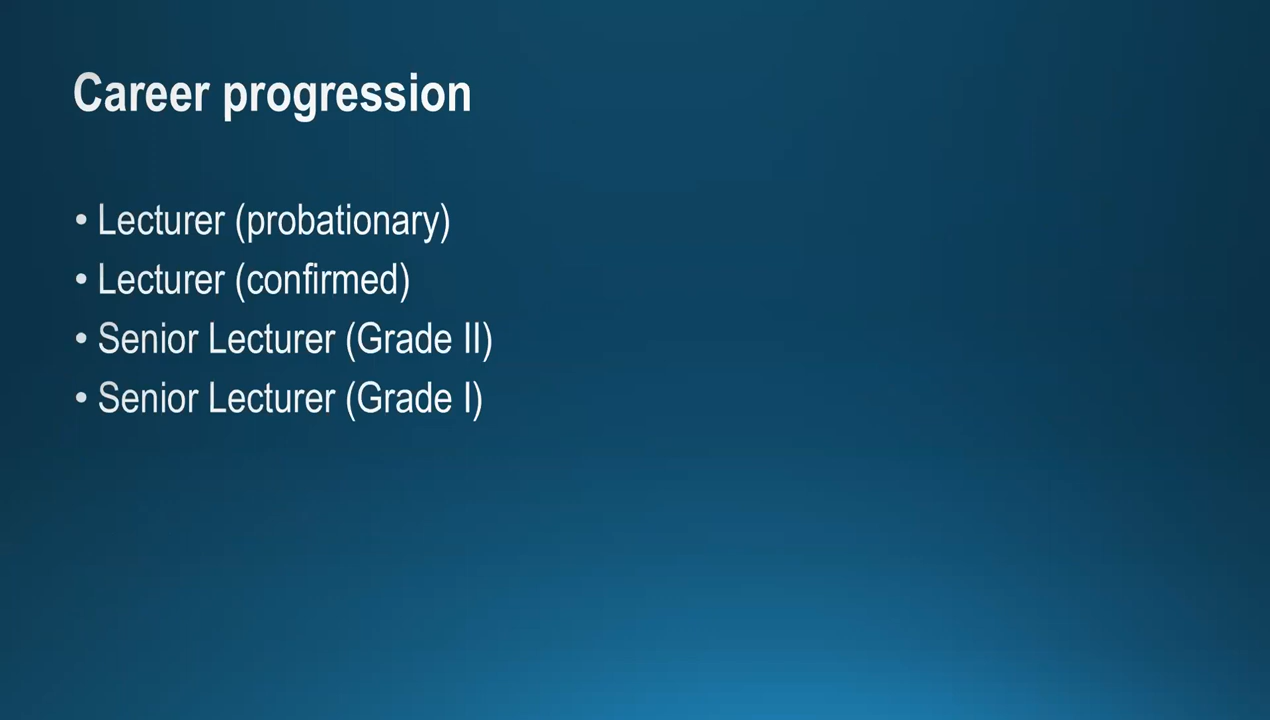 Career progression
• Lecturer (probationary)
• Lecturer (confirmed)
• Senior Lecturer (Grade II)
• Senior Lecturer (Grade I)